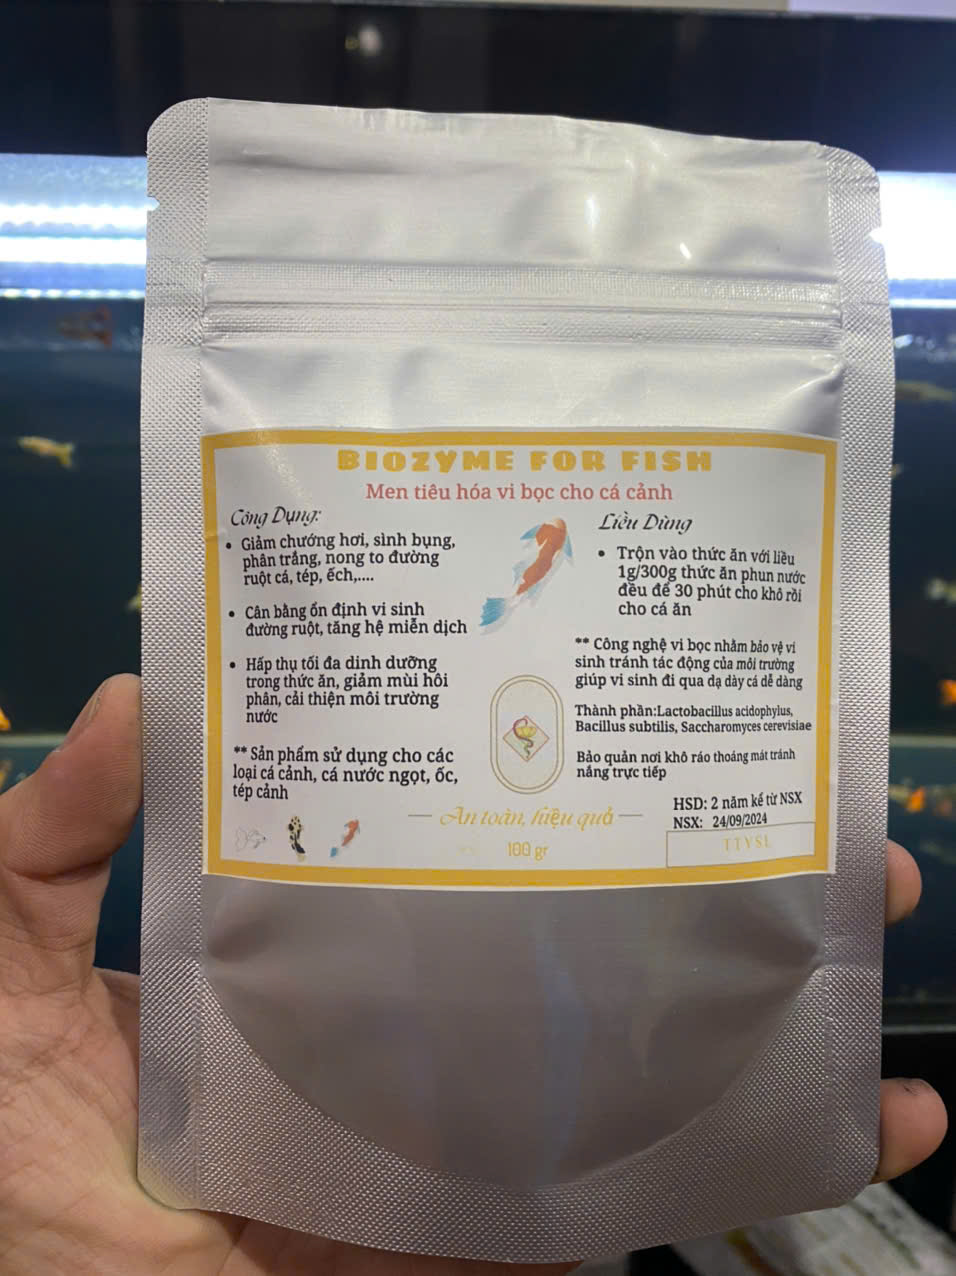 BIOZYME FOR FISH
Men tiêu hóa vi bọc cho cá cảnh
Công Dụng:
• Giảm chướng hơi, sình bụng,
phân trắng, nong to đường
ruột cá, tép, ếch,....
• Cân bằng ổn định vi sinh
đường ruột, tăng hệ miễn dịch
• Hấp thụ tối đa dinh dưỡng
trong thức ăn, giảm mùi hôi
phân, cải thiện môi trường
nước
** Sản phẩm sử dụng cho các
loại cá cảnh, cá nước ngọt, ốc,
tép cảnh
Liều Dùng
• Trộn vào thức ăn với liều
1g/300g thức ăn phun nước
đều để 30 phút cho khô rồi
cho cá ăn
** Công nghệ vi bọc nhằm bảo vệ vi
sinh tránh tác động của môi trường
giúp vi sinh đi qua dạ dày cá dễ dàng
Thành phần:Lactobacillus acidophylus,
Bacillus subtilis, Saccharomyces cerevisiae
Bảo quản nơi khô ráo thoáng mát tránh
nắng trực tiếp
HSD: 2 năm kể từ NSX
NSX: 24/09/2024
TTVSL
An toàn, hiệu quả
100 gr